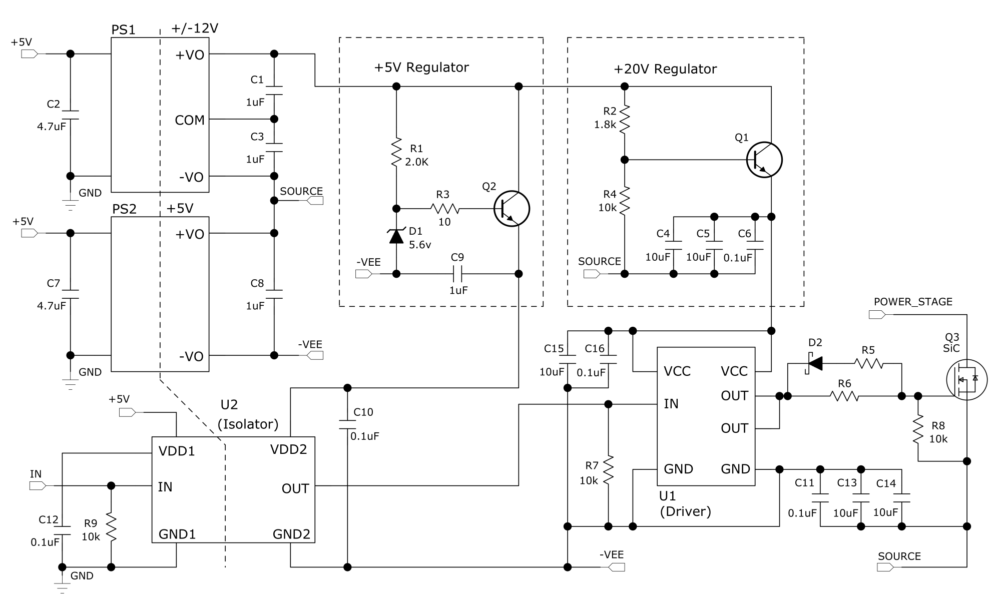 PS1
+/-12V
+5V
+VO
C1
1uF
C2
4.7uF
COM
C3
1uF
-VO
GND
SOURCE
PS2
+5V
+5V
+VO
C7
4.7uF
C8
1uF
-VO
-VEE
GND
+5V Regulator
R1
2.0K
R3
10
Q2
D1
5.6v
-VEE
C9
1uF
+20V Regulator
R2
1.8k
Q1
R4
10k
C4
10uF
C5
10uF
C6
0.1uF
SOURCE
+5V
U2
(Isolator)
VDD1
VDD2
IN
IN
OUT
C12
0.1uF
R9
10k
GND1
GND2
GND
C10
0.1uF
C15
10uF
C16
0.1uF
VCC
VCC
IN
OUT
OUT
GND
GND
U1
(Driver)
R7
10k
-VEE
POWER_STAGE
Q3
SiC
D2
R5
R6
R8
10k
C11
0.1uF
C13
10uF
C14
10uF
SOURCE